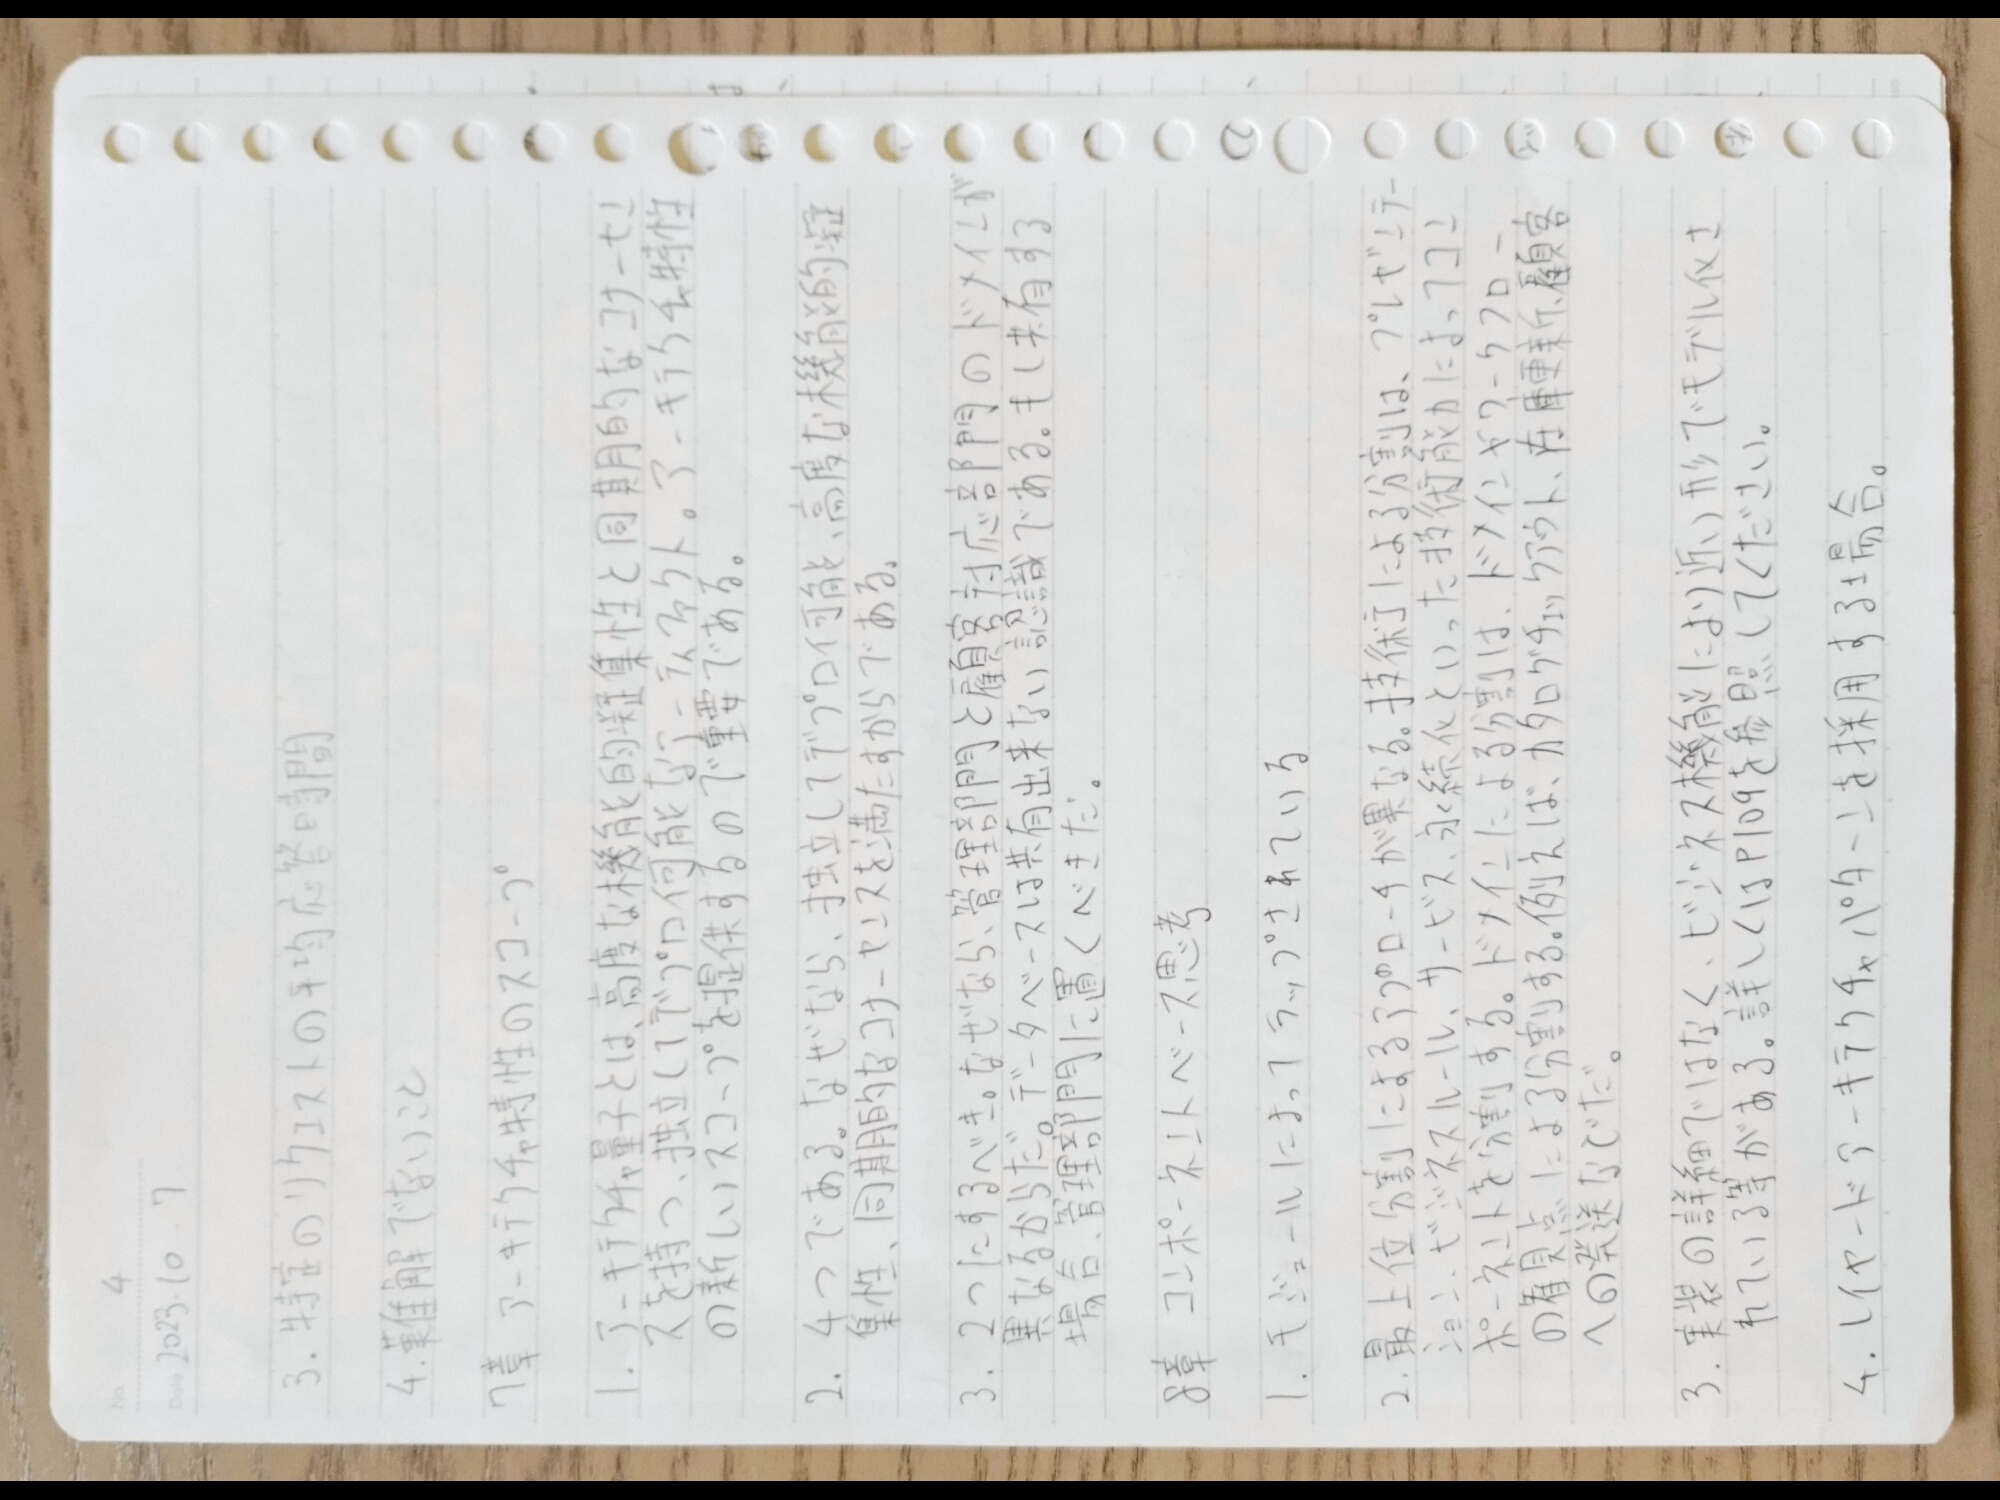 No. 4
Date 2023.10.7
3. 特定のリクエストの平均応答時間
4. 難解でないこと
7章 アーキテクチャ特性のスコープ
1. アーキテクチャ量子とは、高度な機能的凝集性と同期的なコナーセン
スを持つ、独立してデプロイ可能なアーティファクト。アーキテクチャ特性
の新しいスコープを提供するので重要である。
2. 4つである。なぜなら、独立してデプロイ可能、高度な機能的凝
集性、同期的なコナーセンスを満たすからである。
3. 2つにするべき。なぜなら、管理部門と顧客対応部門のドメインが
異なるからだ。データベースは共有出来ない認識である。もし共有する
場合、管理部門に置くべきだ。
8章 コンポーネントベース思考
1. モジュールによってラップされている
2. 最上位分割によるアプローチが異なる。技術による分割は、プレゼンテー
ション、ビジネスルール、サービス、永続化といった技術能力によってコン
ポーネントを分割する。ドメインによる分割は、ドメインやワークフロー
の観点による分割する。例えば、カタログチェックアウト、在庫更新、顧客
への発送などだ。
3. 実装の詳細ではなく、ビジネス機能により近い形でモデル化さ
れている等がある。詳しくはP109を参照してください。
4. レイヤードアーキテクチャパターンを採用する場合。